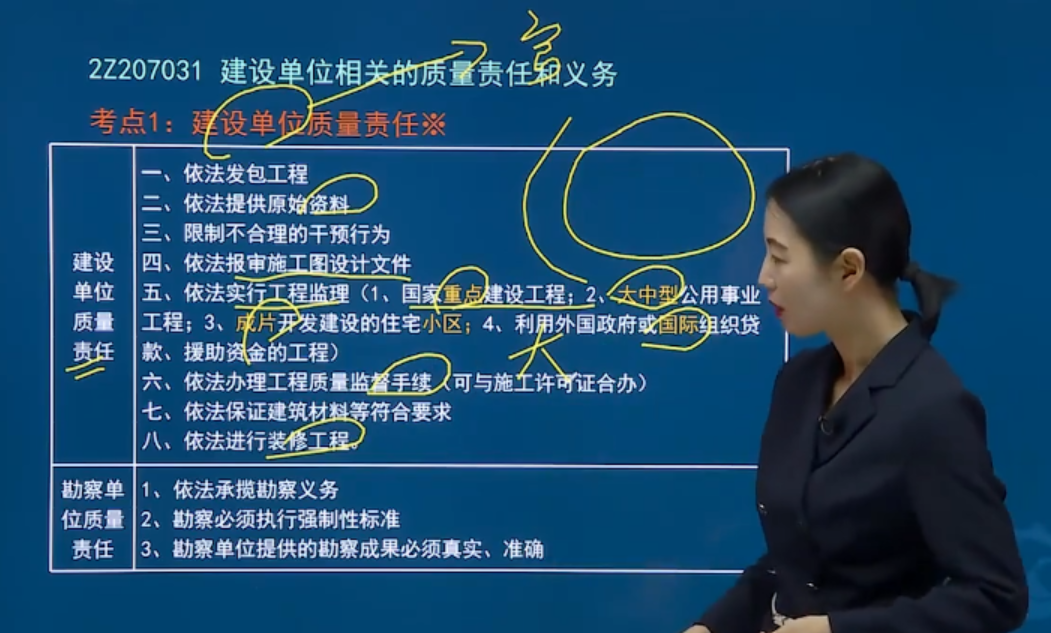 2Z207031 建设单位相关的质量责任和义务
考点1：建设单位质量责任※
建设
单位
质量
责任
一、依法发包工程
二、依法提供原始资料
三、限制不合理的干预行为
四、依法报审施工图设计文件
五、依法实行工程监理（1、国家重点建设工程；2、大中型公用事业
工程；3、成片开发建设的住宅小区；4、利用外国政府或国际组织贷
款、援助资金的工程）
六、依法办理工程质量监督手续（可与施工许可证合办）
七、依法保证建筑材料等符合要求
八、依法进行装修工程。
勘察单
位质量
责任
1、依法承揽勘察义务
2、勘察必须执行强制性标准
3、勘察单位提供的勘察成果必须真实、准确
大